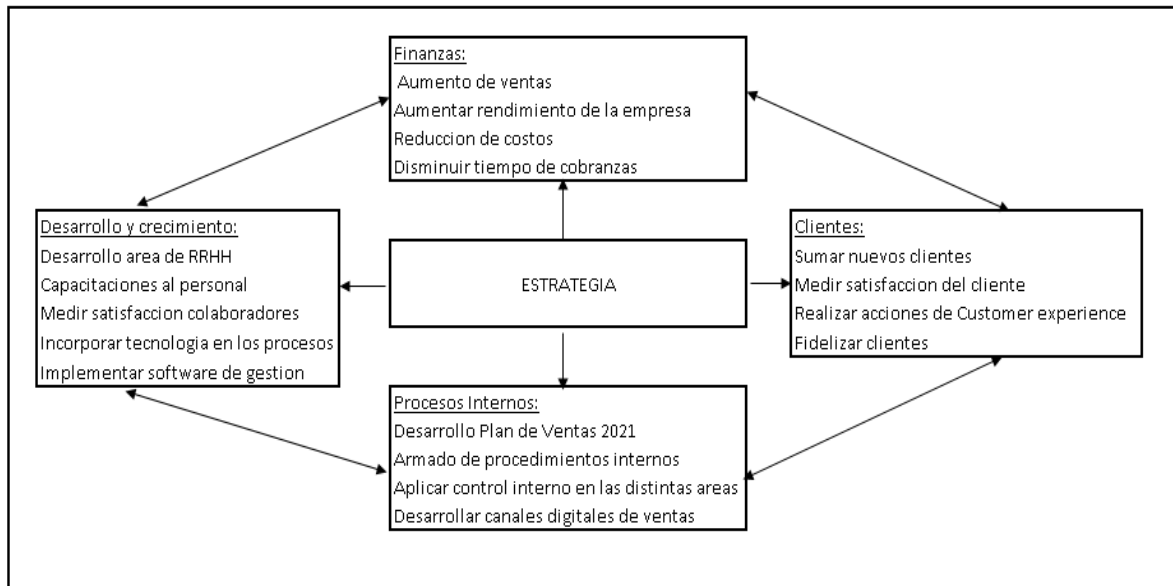 Finanzas:
Aumento de ventas
Aumentar rendimiento de la empresa
Reduccion de costos
Disminuir tiempo de cobranzas
Desarrollo y crecimiento:
Desarrollo area de RRHH
Capacitaciones al personal
Medir satisfaccion colaboradores
Incorporar tecnologia en los procesos
Implementar software de gestion
ESTRATEGIA
Clientes:
Sumar nuevos clientes
Medir satisfaccion del cliente
Realizar acciones de Customer experience
Fidelizar clientes
Procesos Internos:
Desarrollo Plan de Ventas 2021
Armado de procedimientos internos
Aplicar control interno en las distintas areas
Desarrollar canales digitales de ventas